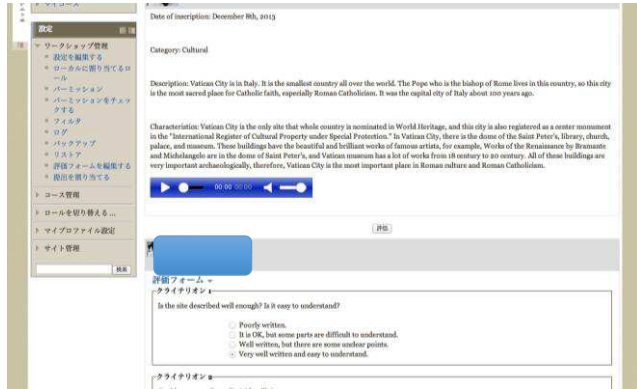 マイコース
設定
ワークショップ管理
設定を編集する
ローカルに割り当てるロール
パーミッション
パーミッションをチェックする
フィルタ
ログ
バックアップ
リストア
評価フォームを編集する
提出を割り当てる
コース管理
ロールを切り替える ...
マイプロファイル設定
サイト管理
検索
Date of inscription: December 8th, 2013
Category: Cultural
Description: Vatican City is in Italy. It is the smallest country all over the world. The Pope who is the bishop of Rome lives in this country, so this city
is the most sacred place for Catholic faith, especially Roman Catholicism. It was the capital city of Italy about 100 years ago.
Characteristics: Vatican City is the only site that whole country is nominated in World Heritage, and this city is also registered as a center monument
in the "International Register of Cultural Property under Special Protection." In Vatican City, there is the dome of the Saint Peter's, library, church,
palace, and museum. These buildings have the beautiful and brilliant works of famous artists, for example, Works of the Renaissance by Bramante
and Michelangelo are in the dome of Saint Peter's, and Vatican museum has a lot of works from 18 century to 20 century. All of these buildings are
very important archaeologically, therefore, Vatican City is the most important place in Roman culture and Roman Catholicism.
00:00 00:00
評価
評価フォーム
クライテリオン 1
Is the site described well enough? Is it easy to understand?
Poorly written.
It is OK, but some parts are difficult to understand.
Well written, but there are some unclear points.
Very well written and easy to understand.
クライテリオン 2